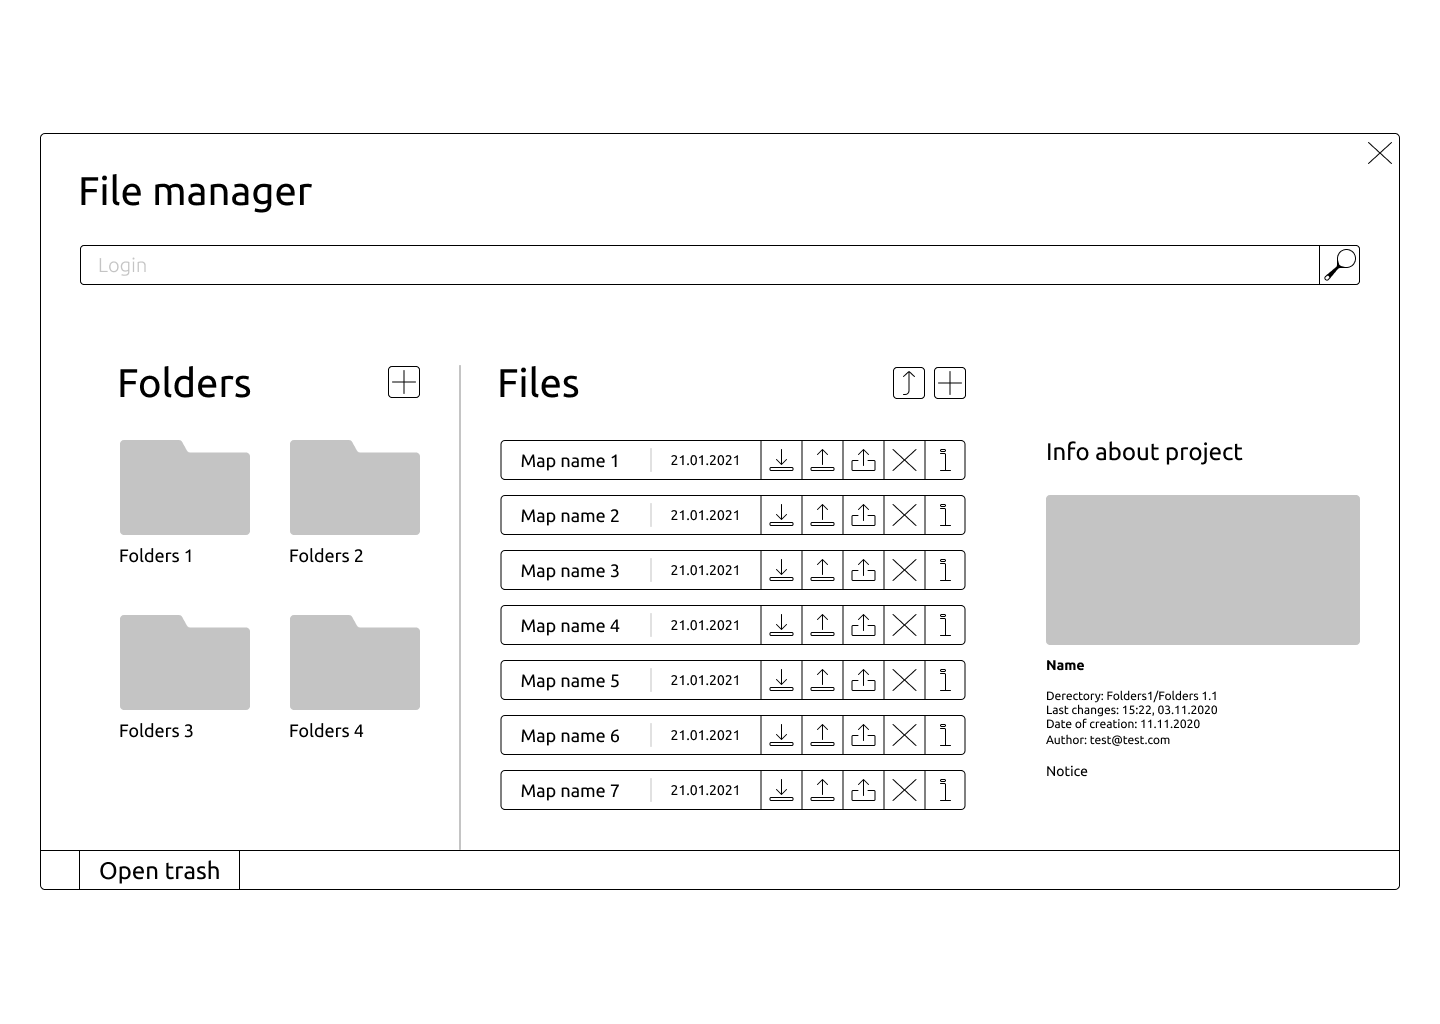 File manager
Login
Folders
Files
Folders 1
Folders 2
Folders 3
Folders 4
Map name 1 21.01.2021
Map name 2 21.01.2021
Map name 3 21.01.2021
Map name 4 21.01.2021
Map name 5 21.01.2021
Map name 6 21.01.2021
Map name 7 21.01.2021
Info about project
Name
Derectory: Folders1/Folders 1.1
Last changes: 15:22, 03.11.2020
Date of creation: 11.11.2020
Author: test@test.com
Notice
Open trash